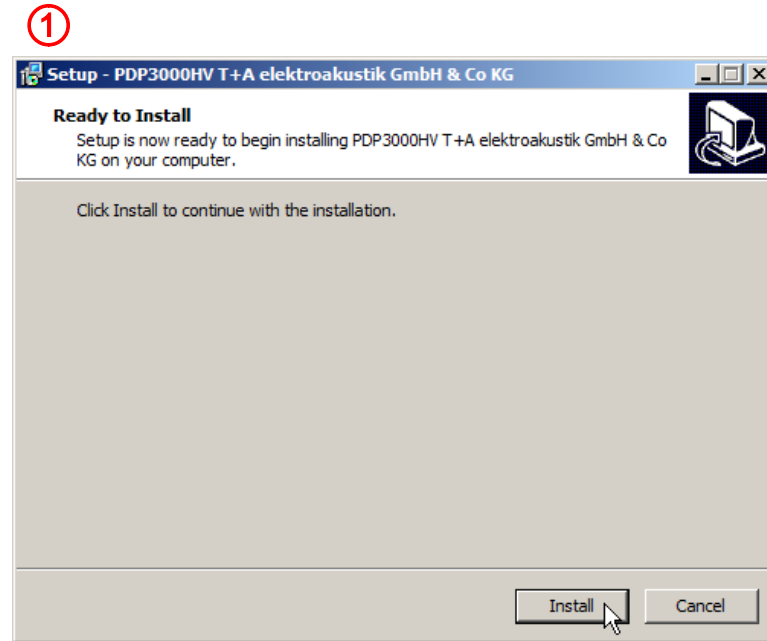 ①
Setup - PDP3000HV T+A elektroakustik GmbH & Co KG
Ready to Install
Setup is now ready to begin installing PDP3000HV T+A elektroakustik GmbH & Co
KG on your computer.
Click Install to continue with the installation.
Install
Cancel